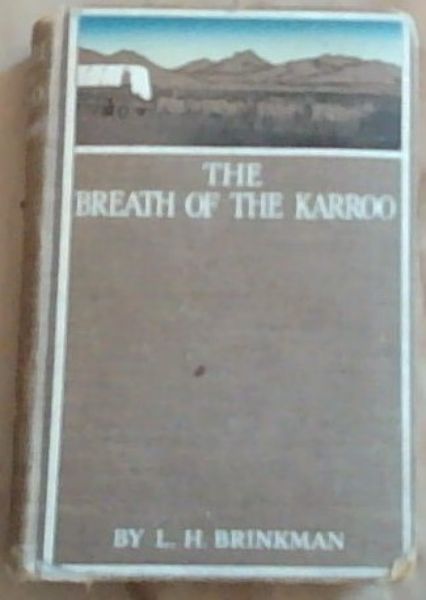 THE
BREATH OF THE KARROO
BY L. H. BRINKMAN